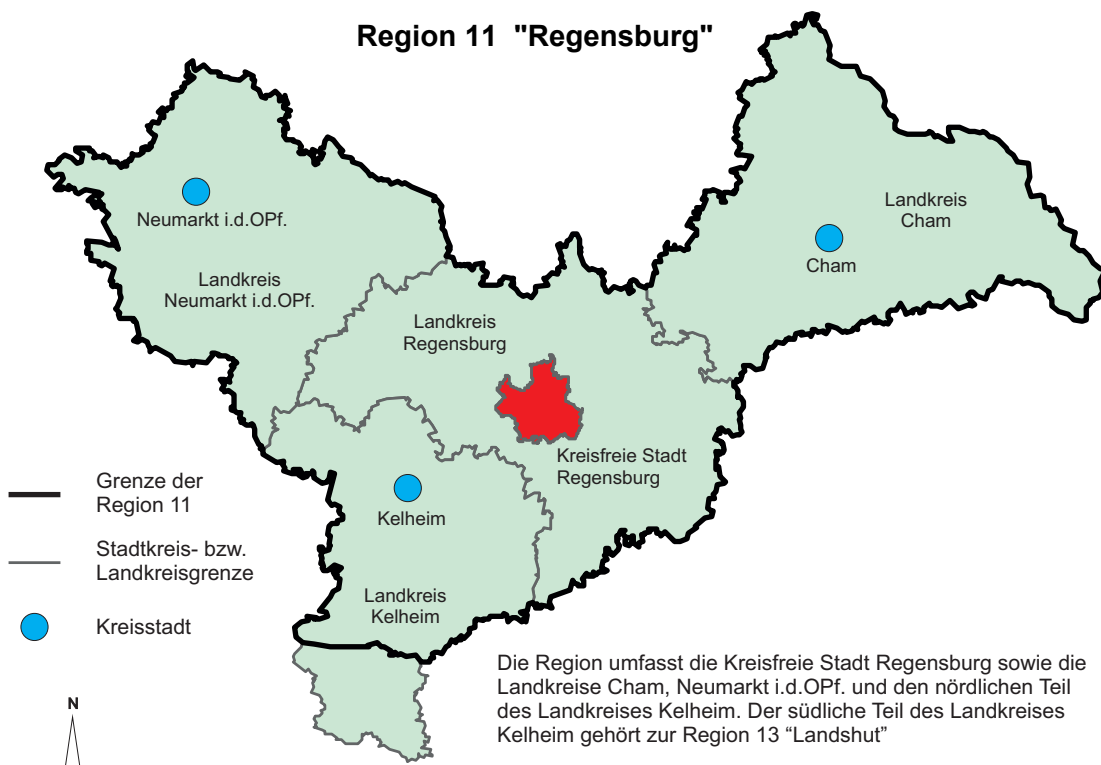 Region 11 "Regensburg"
Neumarkt i.d.OPf.
Landkreis
Neumarkt i.d.OPf.
Landkreis
Cham
Cham
Landkreis
Regensburg
Kreisfreie Stadt
Regensburg
Kelheim
Landkreis
Kelheim
Grenze der
Region 11
Stadtkreis- bzw.
Landkreisgrenze
Kreisstadt
N
Die Region umfasst die Kreisfreie Stadt Regensburg sowie die
Landkreise Cham, Neumarkt i.d.OPf. und den nördlichen Teil
des Landkreises Kelheim. Der südliche Teil des Landkreises
Kelheim gehört zur Region 13 “Landshut”